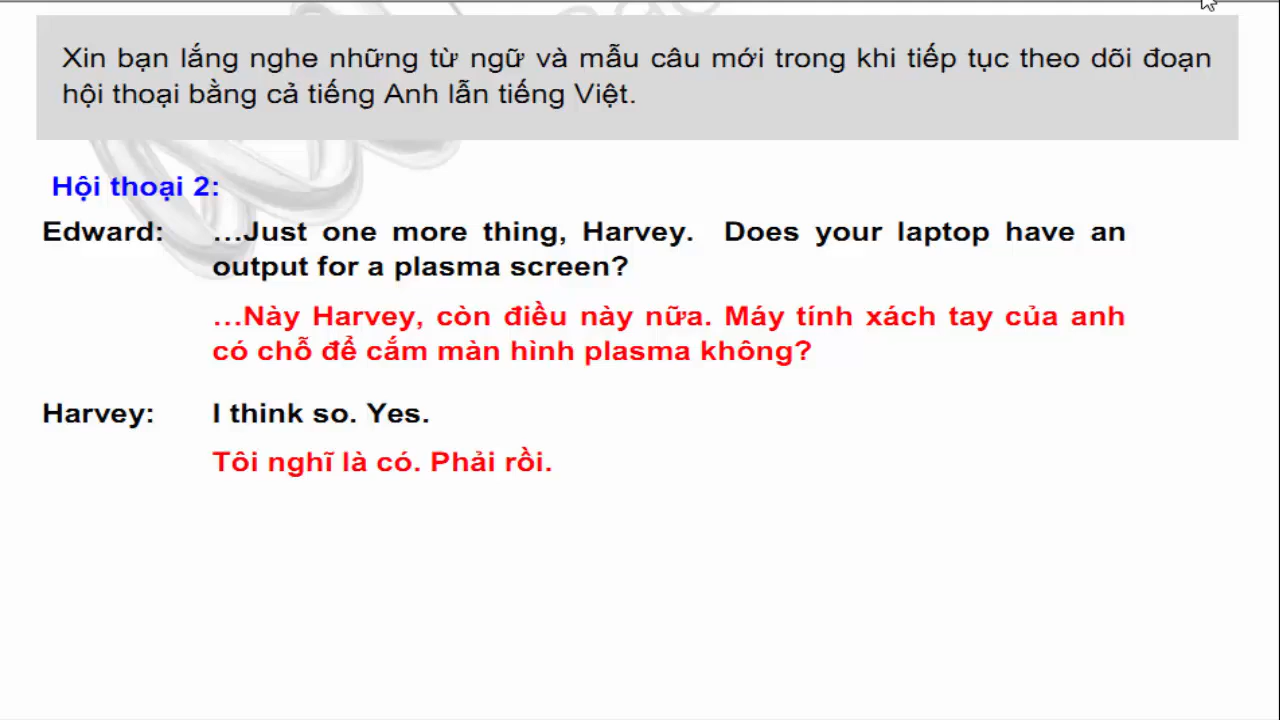 Xin bạn lắng nghe những từ ngữ và mẫu câu mới trong khi tiếp tục theo dõi đoạn
hội thoại bằng cả tiếng Anh lẫn tiếng Việt.
Hội thoại 2:
Edward: …Just one more thing, Harvey. Does your laptop have an
output for a plasma screen?
…Này Harvey, còn điều này nữa. Máy tính xách tay của anh
có chỗ để cắm màn hình plasma không?
Harvey: I think so. Yes.
Tôi nghĩ là có. Phải rồi.